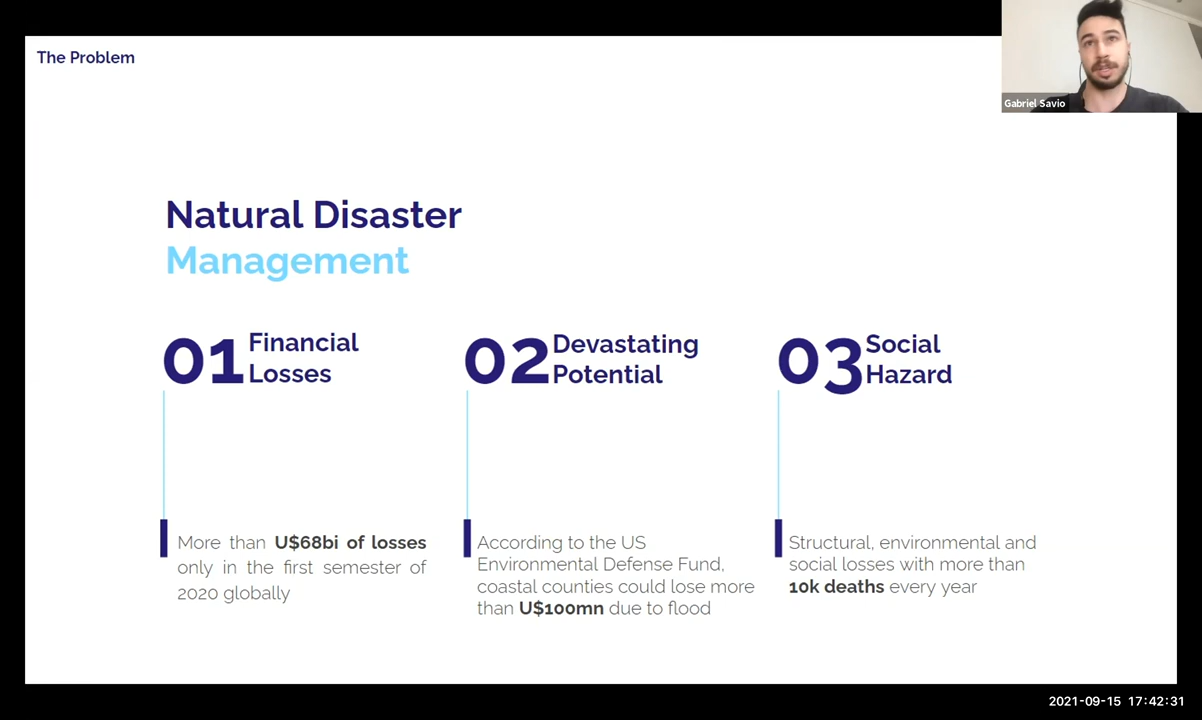 The Problem
Gabriel Savio
Natural Disaster
Management
01 Financial
Losses
More than U$68bi of losses
only in the first semester of
2020 globally
02 Devastating
Potential
According to the US
Environmental Defense Fund,
coastal counties could lose more
than U$100mn due to flood
03 Social
Hazard
Structural, environmental and
social losses with more than
10k deaths every year
2021-09-15 17:42:31